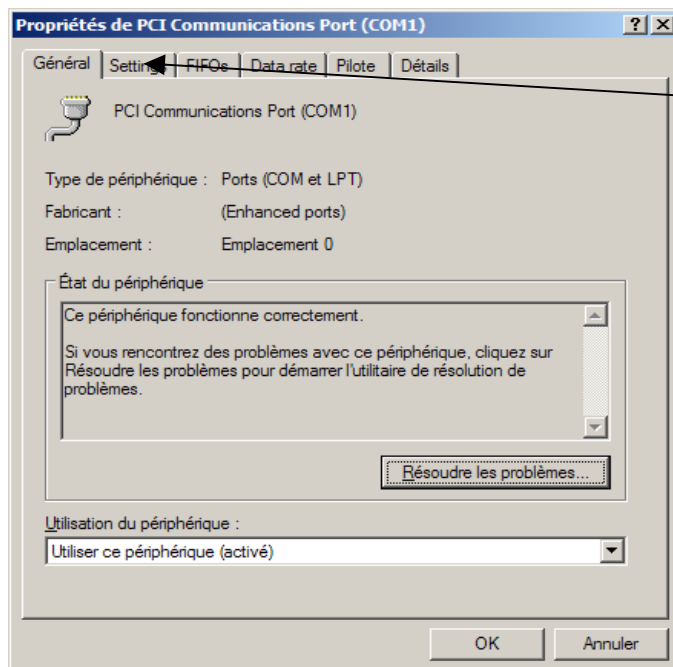 Propriétés de PCI Communications Port (COM1)
Général Settings FIFOs Data rate Pilote Détails
PCI Communications Port (COM1)
Type de périphérique : Ports (COM et LPT)
Fabricant : (Enhanced ports)
Emplacement : Emplacement 0
État du périphérique
Ce périphérique fonctionne correctement.
Si vous rencontrez des problèmes avec ce périphérique, cliquez sur
Résoudre les problèmes pour démarrer l'utilitaire de résolution de
problèmes.
Résoudre les problèmes...
Utilisation du périphérique :
Utiliser ce périphérique (activé)
OK Annuler